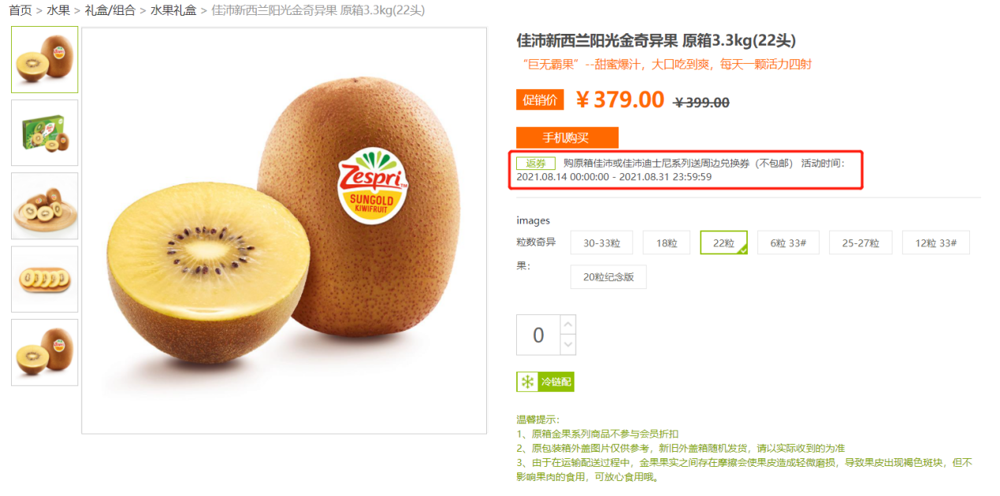 首页 > 水果 > 礼盒/组合 > 水果礼盒 > 佳沛新西兰阳光金奇异果 原箱3.3kg(22头)
Zespri™
SUNGOLD
KIWIFRUIT
佳沛新西兰阳光金奇异果 原箱3.3kg(22头)
“巨无霸果”--甜蜜爆汁，大口吃到爽，每天一颗活力四射
促销价 ￥379.00 ￥399.00
手机购买
返券 购原箱佳沛或佳沛迪士尼系列送周边兑换券（不包邮） 活动时间：
2021.08.14 00:00:00 - 2021.08.31 23:59:59
images
粒数奇异 30-33粒 18粒 22粒 6粒 33# 25-27粒 12粒 33#
果： 20粒纪念版
0
冷链配
温馨提示：
1、原箱金果系列商品不参与会员折扣
2、原包装箱外盖图片仅供参考，新旧外盖箱随机发货，请以实际收到的为准
3、由于在运输配送过程中，金果果实之间存在摩擦会使果皮造成轻微磨损，导致果皮出现褐色斑块，但不
影响果肉的食用，可放心食用哦。